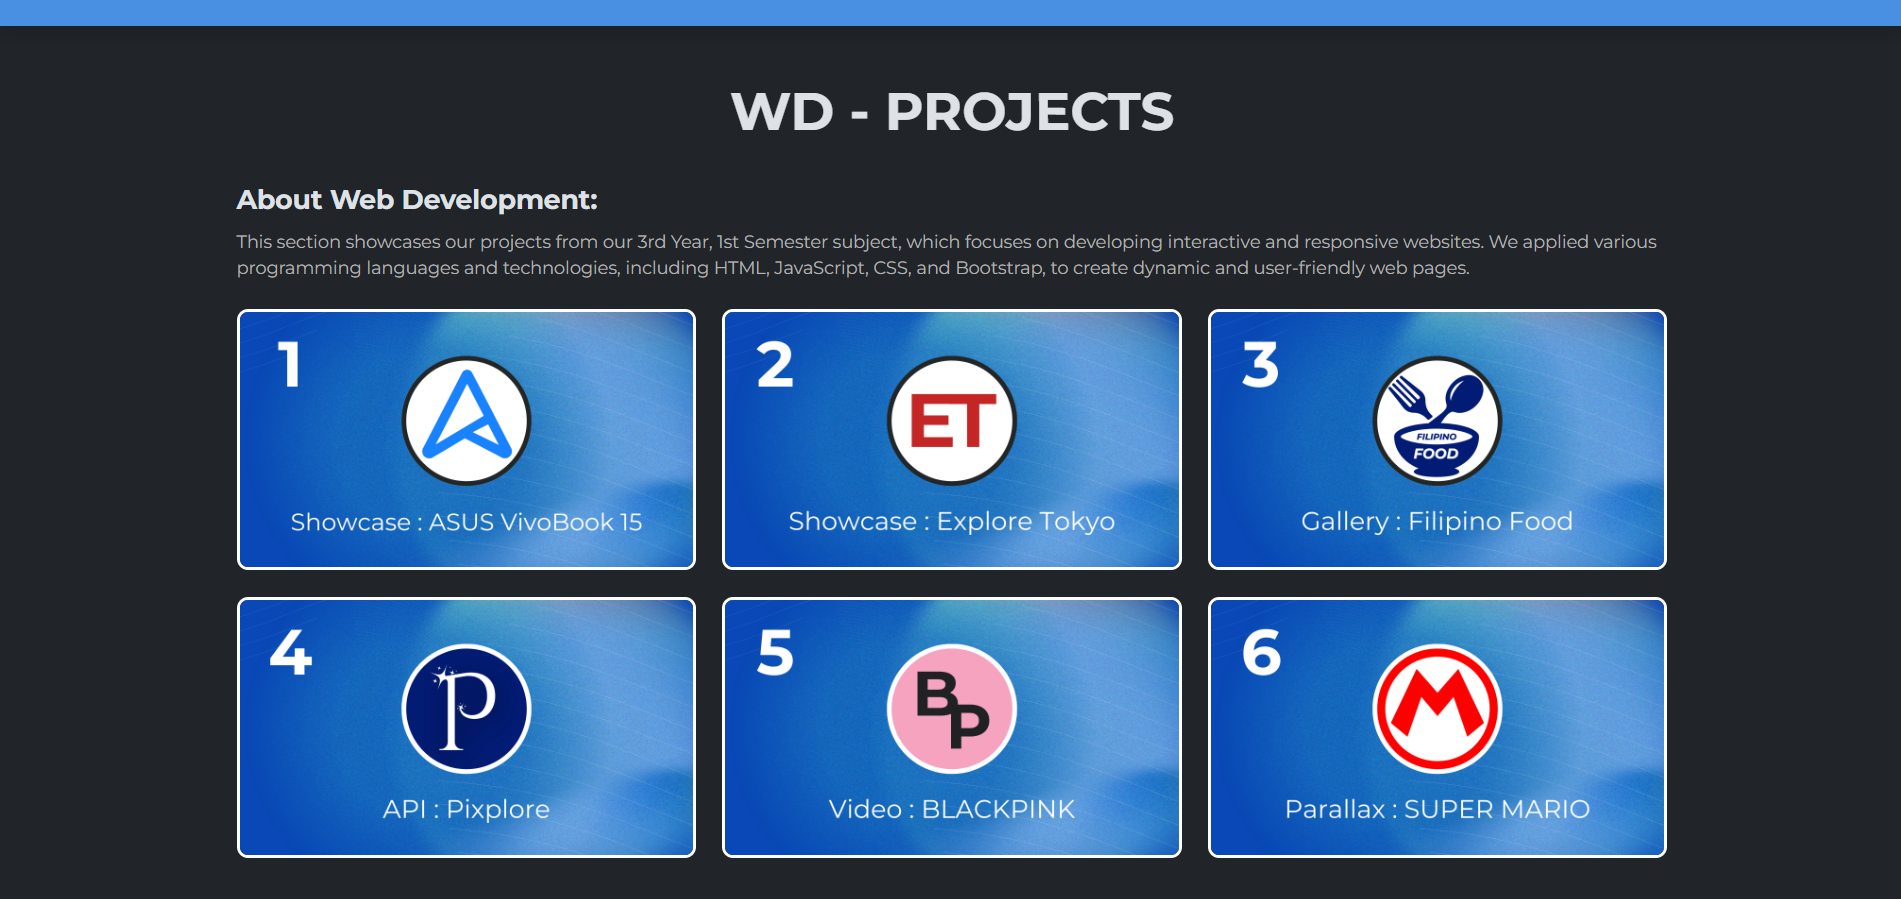 WD - PROJECTS
About Web Development:
This section showcases our projects from our 3rd Year, 1st Semester subject, which focuses on developing interactive and responsive websites. We applied various
programming languages and technologies, including HTML, JavaScript, CSS, and Bootstrap, to create dynamic and user-friendly web pages.
1
Showcase : ASUS VivoBook 15
2
ET
Showcase : Explore Tokyo
3
FILIPINO
FOOD
Gallery : Filipino Food
4
P
API : Pixplore
5
BP
Video : BLACKPINK
6
M
Parallax : SUPER MARIO